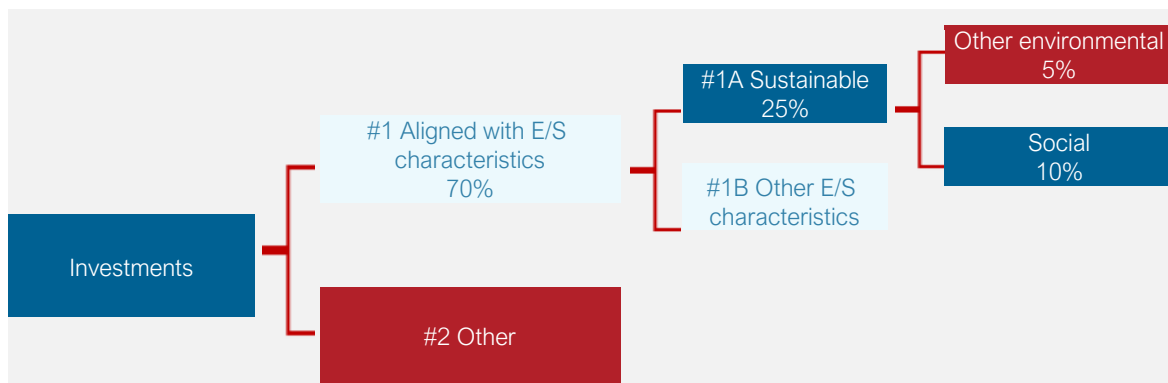 Investments
#1 Aligned with E/S
characteristics
70%
#2 Other
#1A Sustainable
25%
#1B Other E/S
characteristics
Other environmental
5%
Social
10%